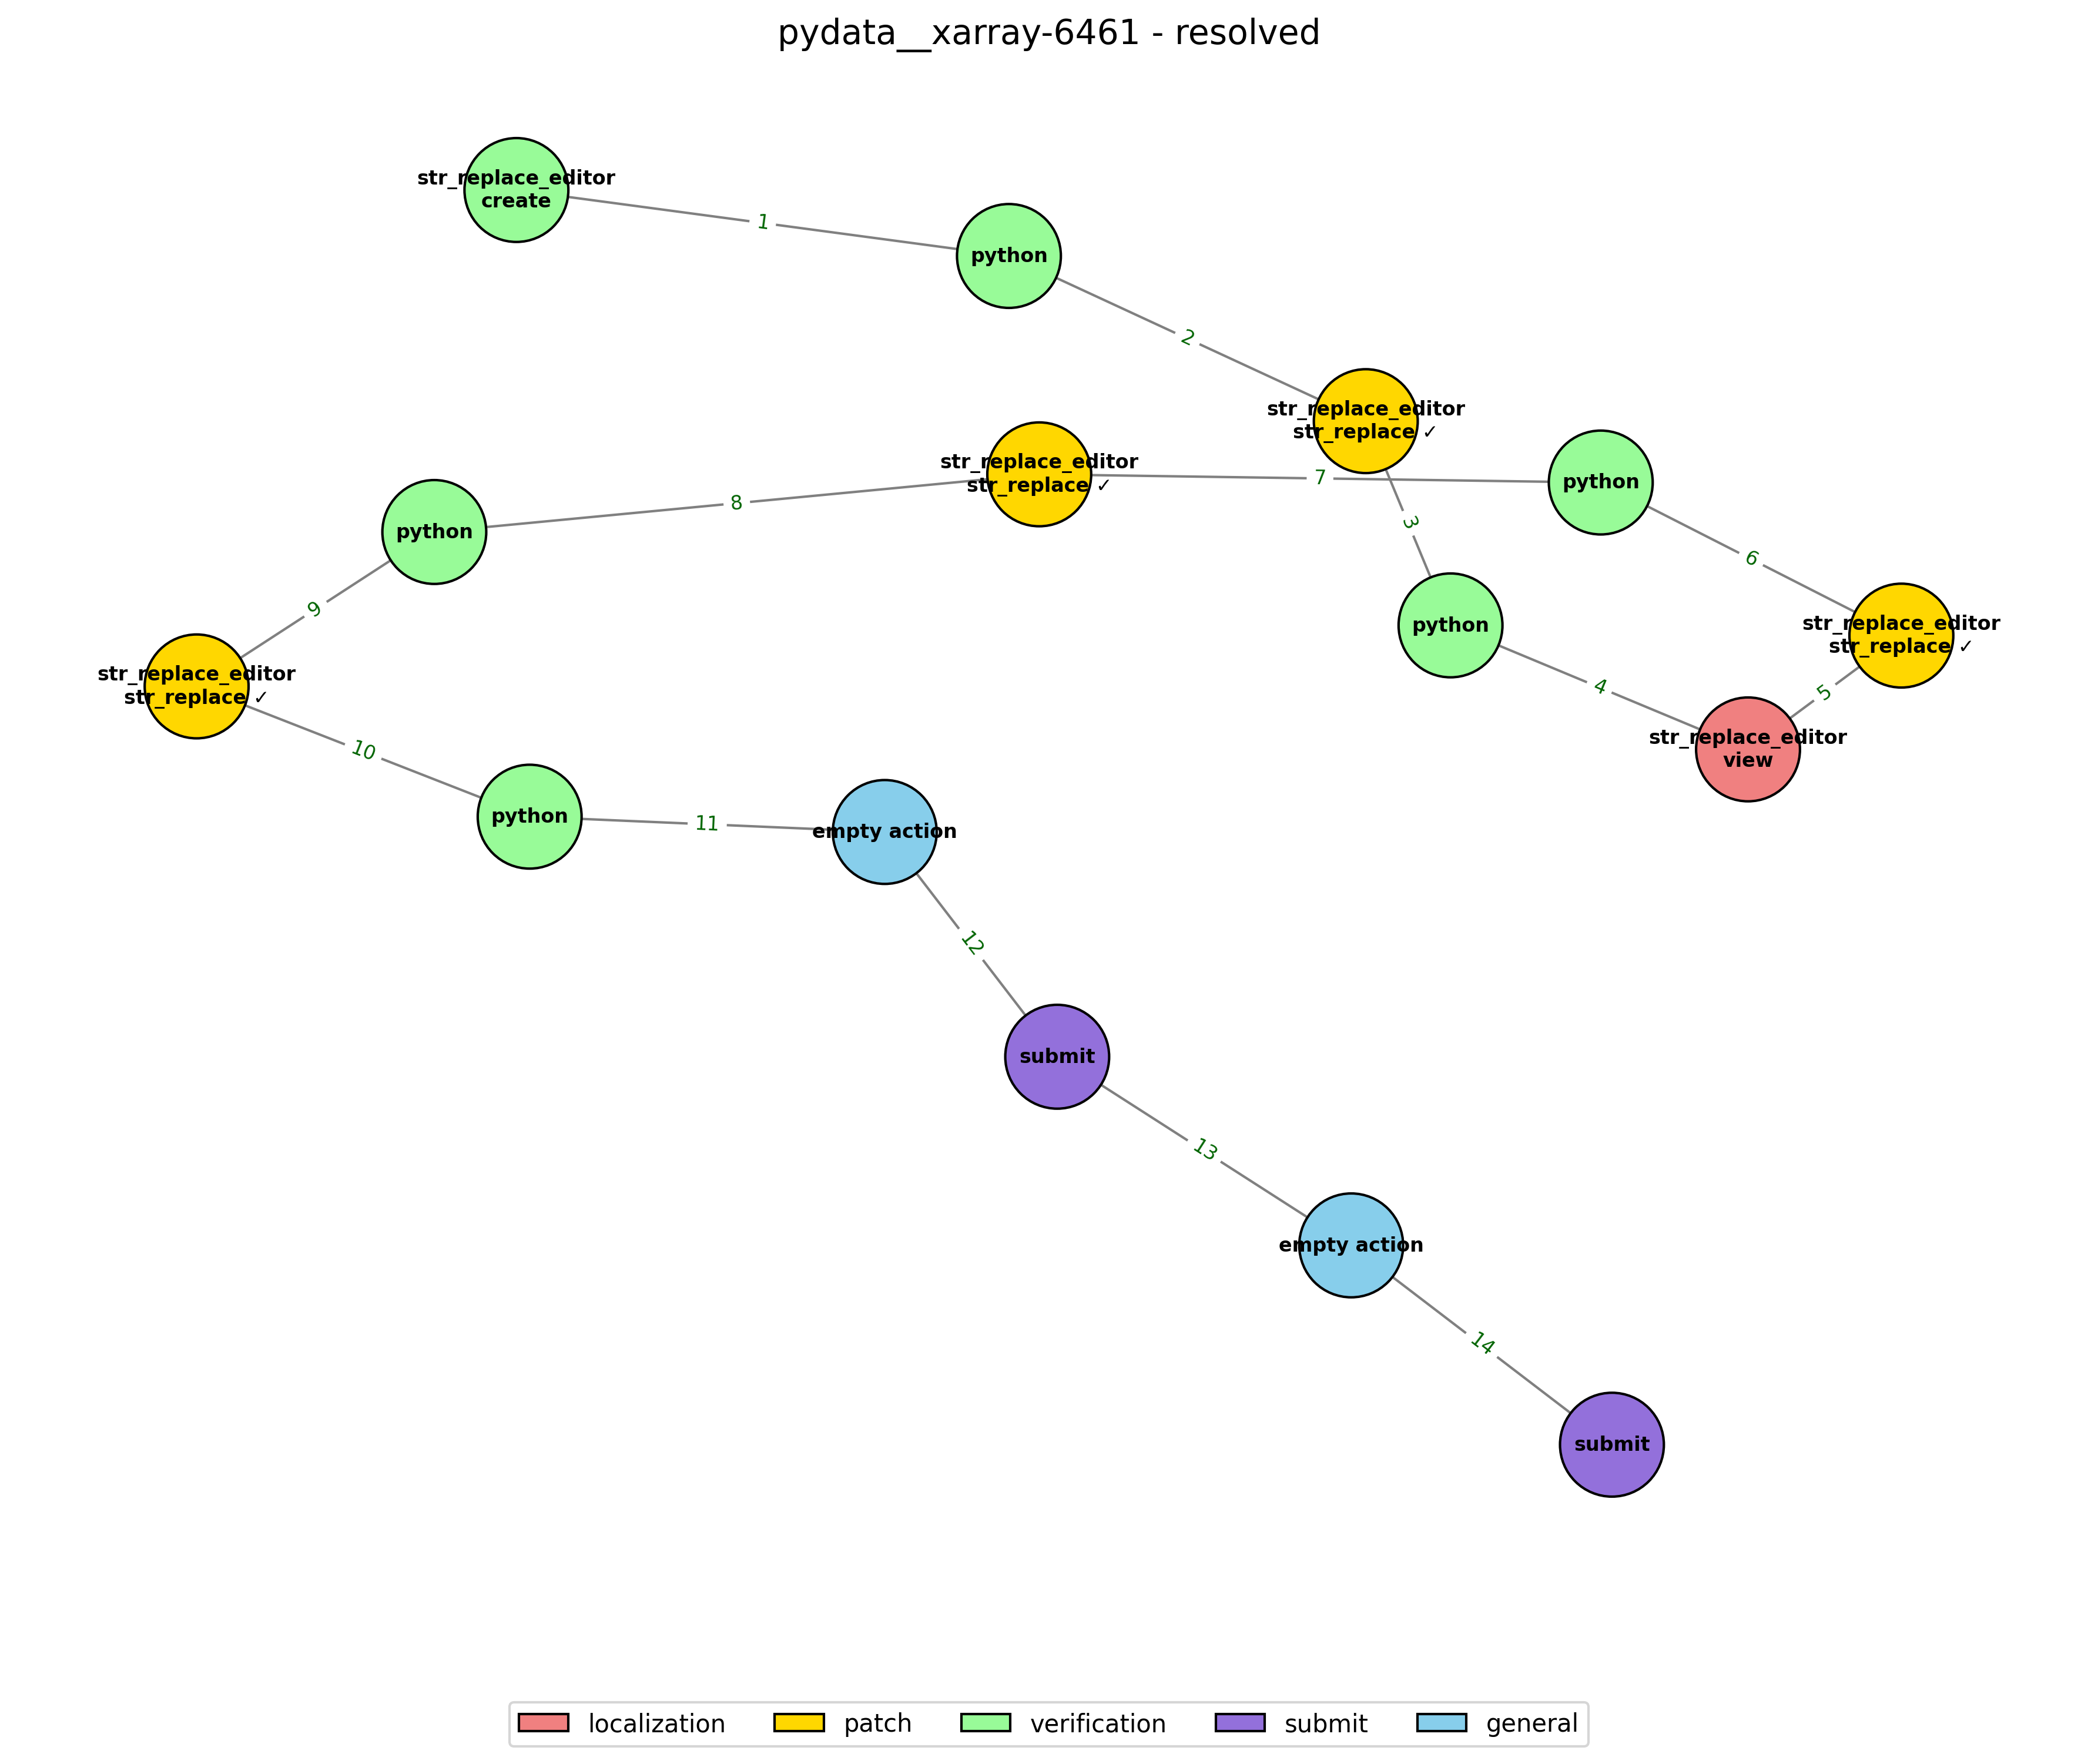 pydata__xarray-6461 - resolved
str_replace_editor
create
1
python
2
str_replace_editor
str_replace ✓
3
python
4
str_replace_editor
view
5
str_replace_editor
str_replace ✓
6
python
7
str_replace_editor
str_replace ✓
8
python
9
str_replace_editor
str_replace ✓
10
python
11
empty action
12
submit
13
empty action
14
submit
localization
patch
verification
submit
general